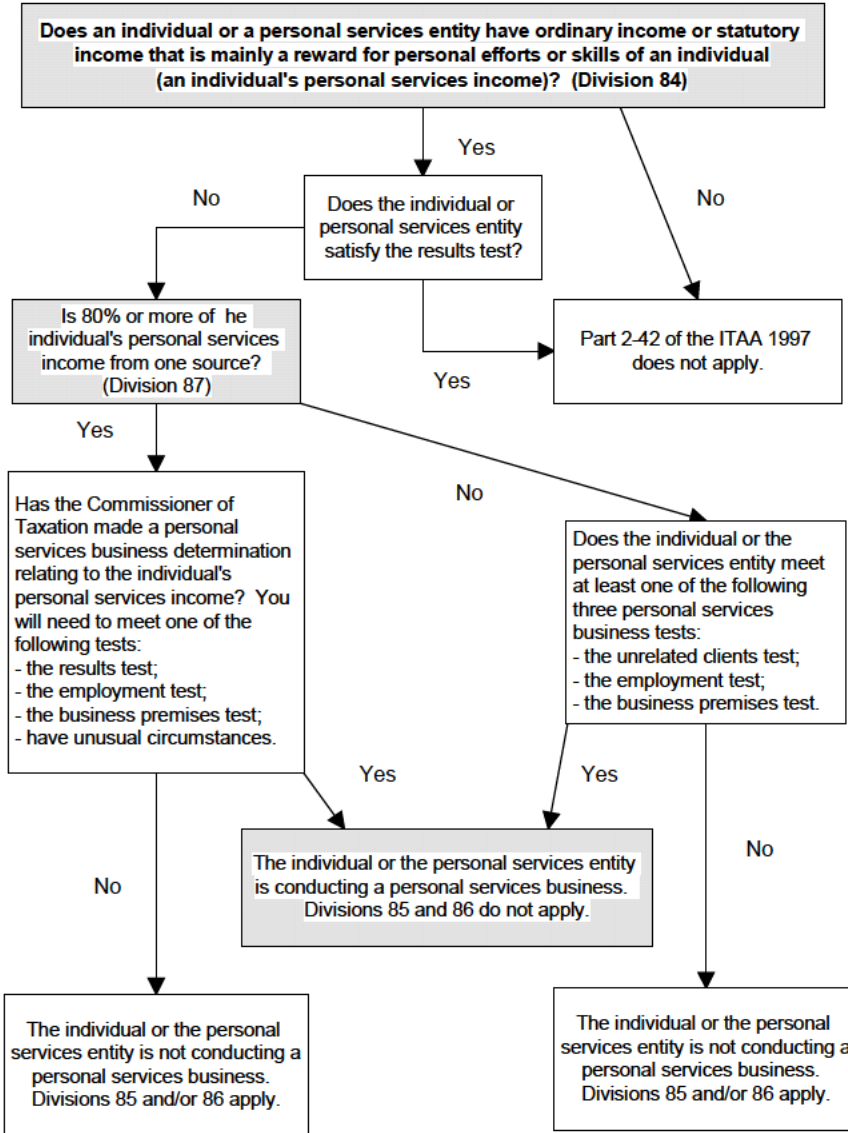 Does an individual or a personal services entity have ordinary income or statutory
income that is mainly a reward for personal efforts or skills of an individual
(an individual's personal services income)? (Division 84)
Yes
No
No
Does the individual or
personal services entity
satisfy the results test?
Is 80% or more of he
individual's personal services
income from one source?
(Division 87)
Yes
Part 2-42 of the ITAA 1997
does not apply.
Yes
No
Has the Commissioner of
Taxation made a personal
services business determination
relating to the individual's
personal services income? You
will need to meet one of the
following tests:
- the results test;
- the employment test;
- the business premises test;
- have unusual circumstances.
Does the individual or the
personal services entity meet
at least one of the following
three personal services
business tests:
- the unrelated clients test;
- the employment test;
- the business premises test.
Yes
Yes
The individual or the personal services entity
is conducting a personal services business.
Divisions 85 and 86 do not apply.
No
No
The individual or the personal
services entity is not conducting a
personal services business.
Divisions 85 and/or 86 apply.
The individual or the personal
services entity is not conducting a
personal services business.
Divisions 85 and/or 86 apply.